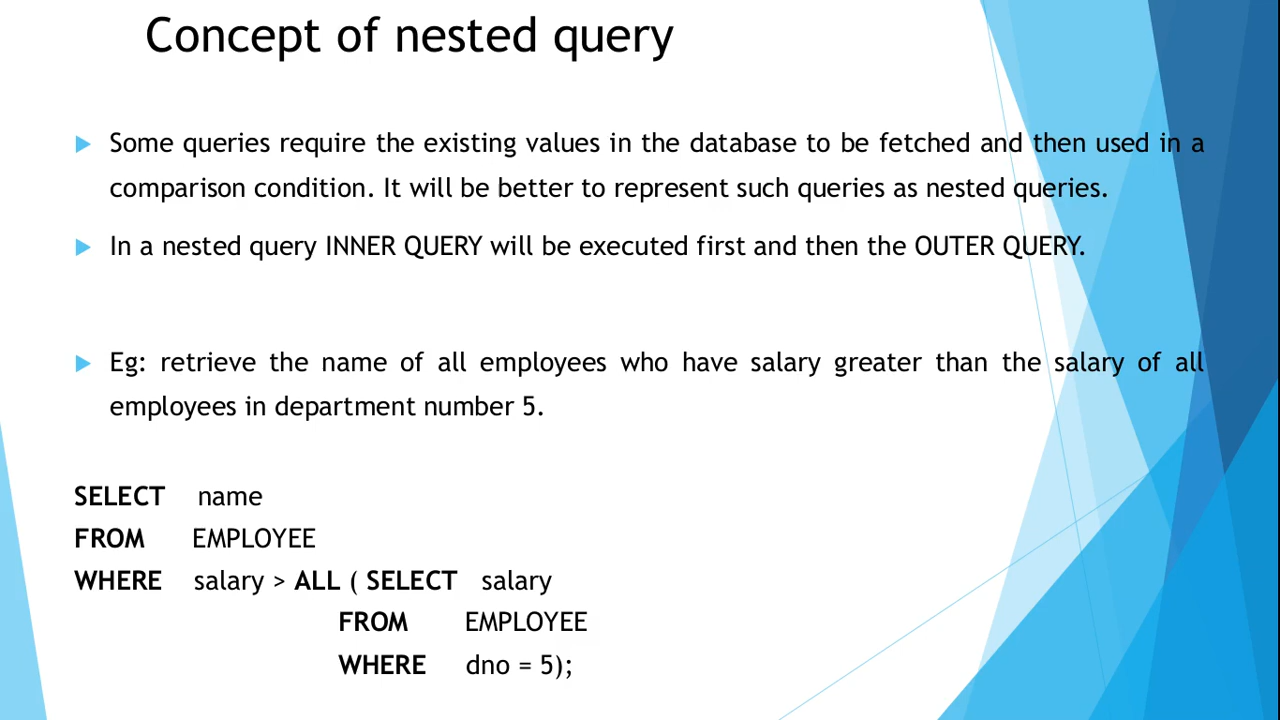 Concept of nested query
Some queries require the existing values in the database to be fetched and then used in a
comparison condition. It will be better to represent such queries as nested queries.
In a nested query INNER QUERY will be executed first and then the OUTER QUERY.
Eg: retrieve the name of all employees who have salary greater than the salary of all
employees in department number 5.
SELECT name
FROM EMPLOYEE
WHERE salary > ALL ( SELECT salary
FROM EMPLOYEE
WHERE dno = 5);